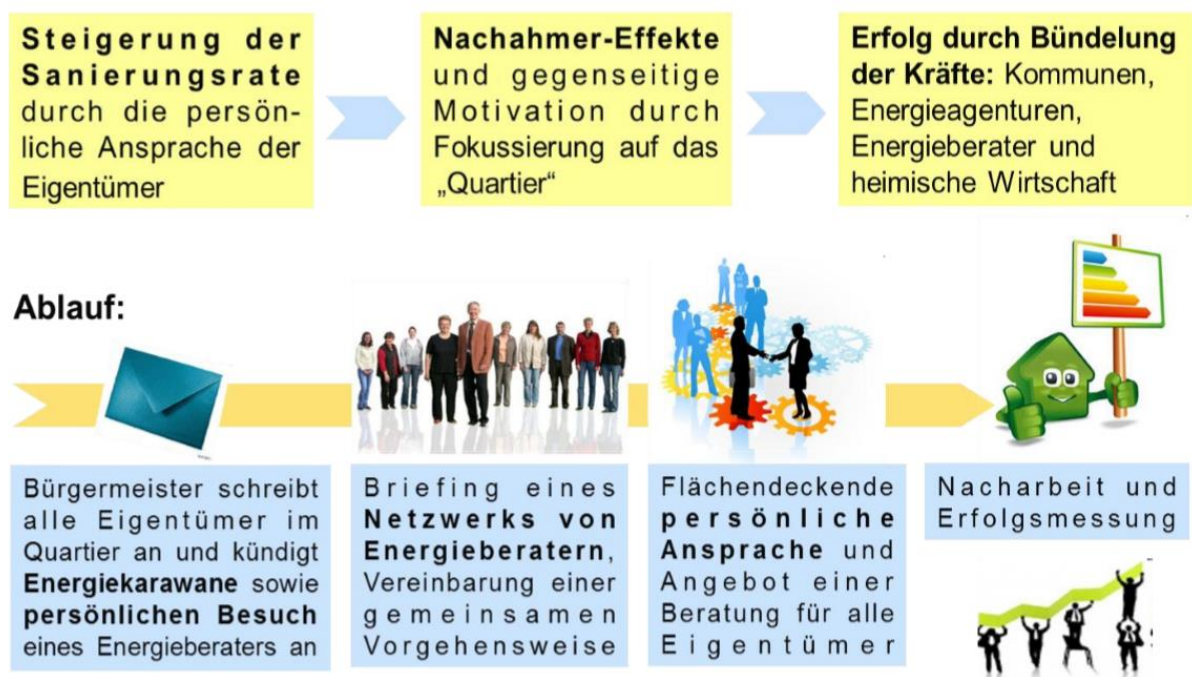 Steigerung der
Sanierungsrate
durch die persön-
liche Ansprache der
Eigentümer
Nachahmer-Effekte
und gegenseitige
Motivation durch
Fokussierung auf das
„Quartier“
Erfolg durch Bündelung
der Kräfte: Kommunen,
Energieagenturen,
Energieberater und
heimische Wirtschaft
Ablauf:
Bürgermeister schreibt
alle Eigentümer im
Quartier an und kündigt
Energiekarawane sowie
persönlichen Besuch
eines Energieberaters an
Briefing eines
Netzwerks von
Energieberatern,
Vereinbarung einer
gemeinsamen
Vorgehensweise
Flächendeckende
persönliche
Ansprache und
Angebot einer
Beratung für alle
Eigentümer
Nacharbeit und
Erfolgsmessung